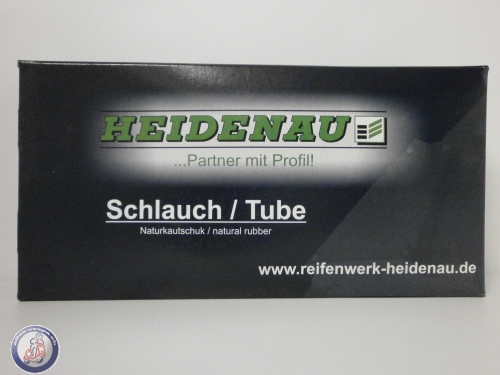 HEIDENAU
...Partner mit Profil!
Schlauch / Tube
Naturkautschuk / natural rubber
www.reifenwerk-heidenau.de